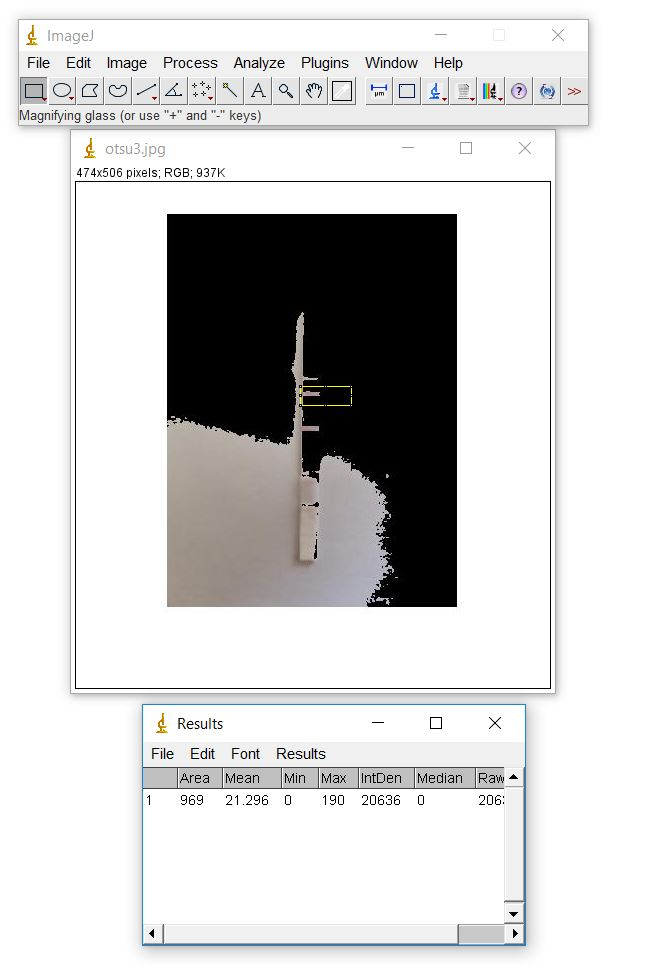 ImageJ
File Edit Image Process Analyze Plugins Window Help
A μm ? >>
Magnifying glass (or use "+" and "-" keys)
otsu3.jpg
474x506 pixels; RGB; 937K
Results
File Edit Font Results
Area Mean Min Max IntDen Median Raw
1 969 21.296 0 190 20636 0